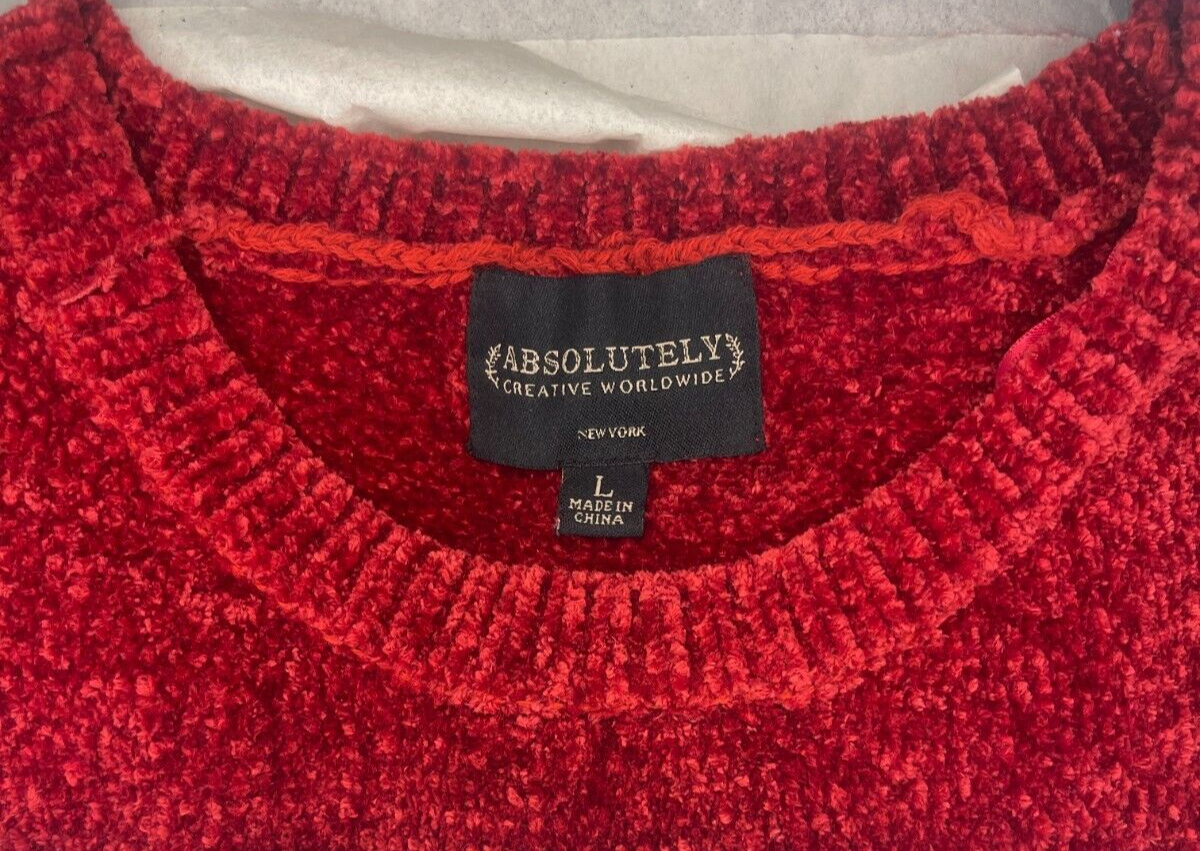 ABSOLUTELY
CREATIVE WORLDWIDE
NEW YORK
L
MADE IN
CHINA